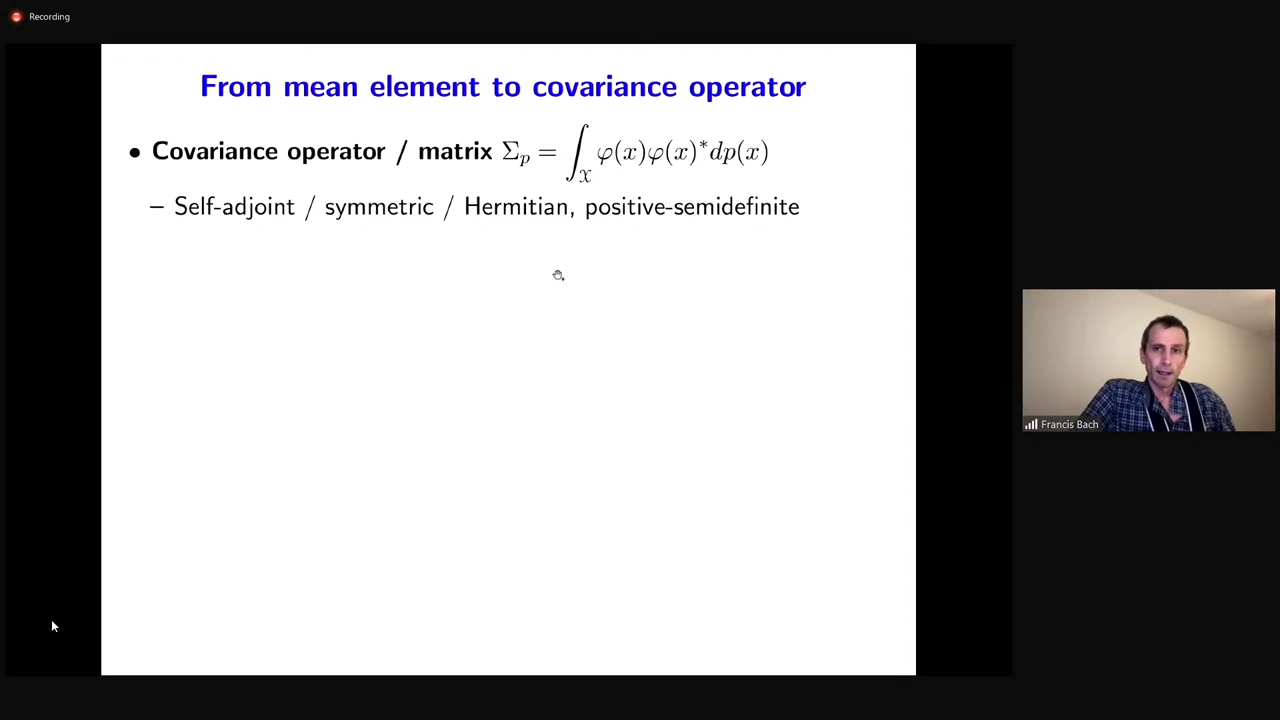 Recording
From mean element to covariance operator
• Covariance operator / matrix Σ_p = ∫_𝒳 φ(x)φ(x)^* dp(x)
– Self-adjoint / symmetric / Hermitian, positive-semidefinite
Francis Bach